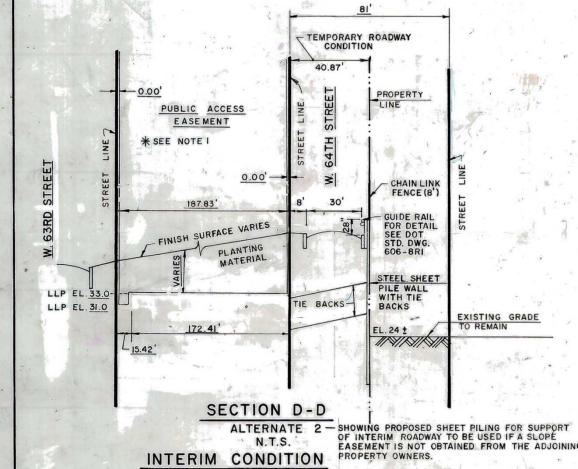 81'
TEMPORARY ROADWAY
CONDITION
40.87'
0.00'
PUBLIC ACCESS
EASEMENT
* SEE NOTE 1
STREET LINE
W. 63RD STREET
0.00'
STREET LINE
W. 64TH STREET
PROPERTY
LINE
STREET LINE
187.83'
8'
30'
28"
CHAIN LINK
FENCE (8')
GUIDE RAIL
FOR DETAIL
SEE DOT
STD. DWG.
606-8R1
FINISH SURFACE VARIES
PLANTING
MATERIAL
VARIES
LLP EL. 33.0
LLP EL. 31.0
TIE BACKS
STEEL SHEET
PILE WALL
WITH TIE
BACKS
EL. 24 ±
EXISTING GRADE
TO REMAIN
172.41'
15.42'
SECTION D-D
ALTERNATE 2 — SHOWING PROPOSED SHEET PILING FOR SUPPORT
N.T.S. OF INTERIM ROADWAY TO BE USED IF A SLOPE
EASEMENT IS NOT OBTAINED FROM THE ADJOINING
INTERIM CONDITION PROPERTY OWNERS.